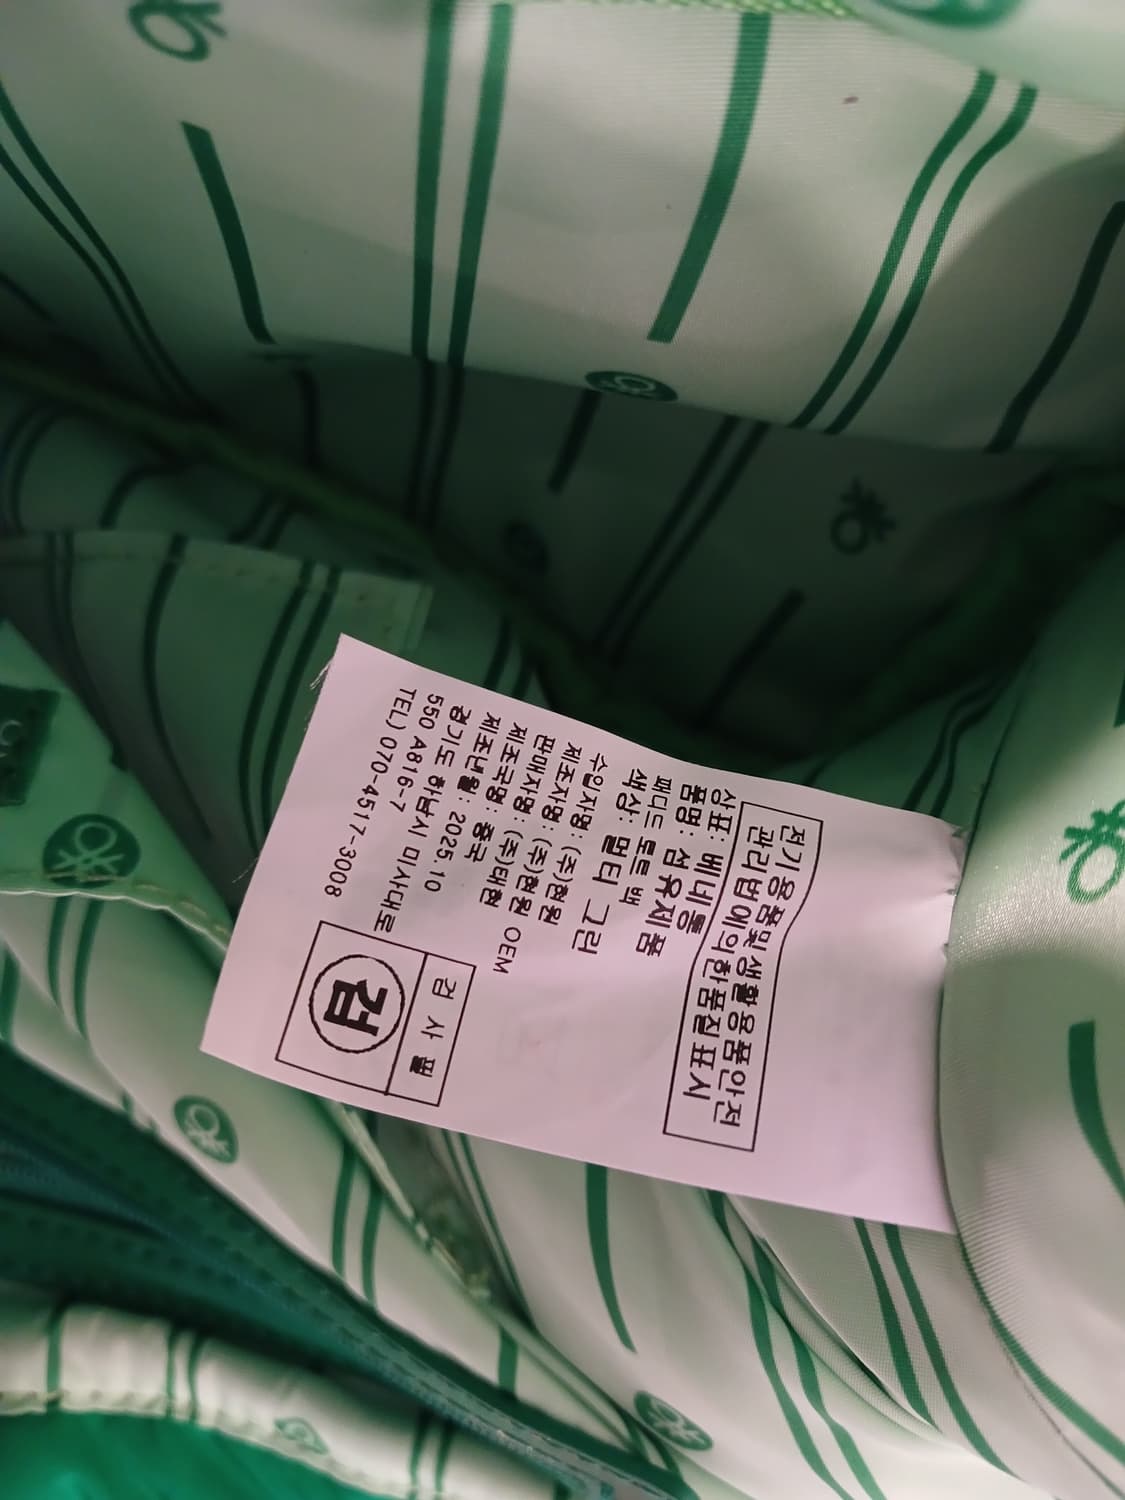 전기용품및생활용품안전
관리법에의한품질표시
상표: 베네통
품명: 섬유제품
패디드 토트 백
색상: 멀티 그린
수입자명: (주)현원
제조자명: (주)현원 OEM
판매자명: (주)태현
제조국명: 중국
제조년월: 2025.10
경기도 하남시 미사대로
550 A816-7
TEL) 070-4517-3008
검사필
검